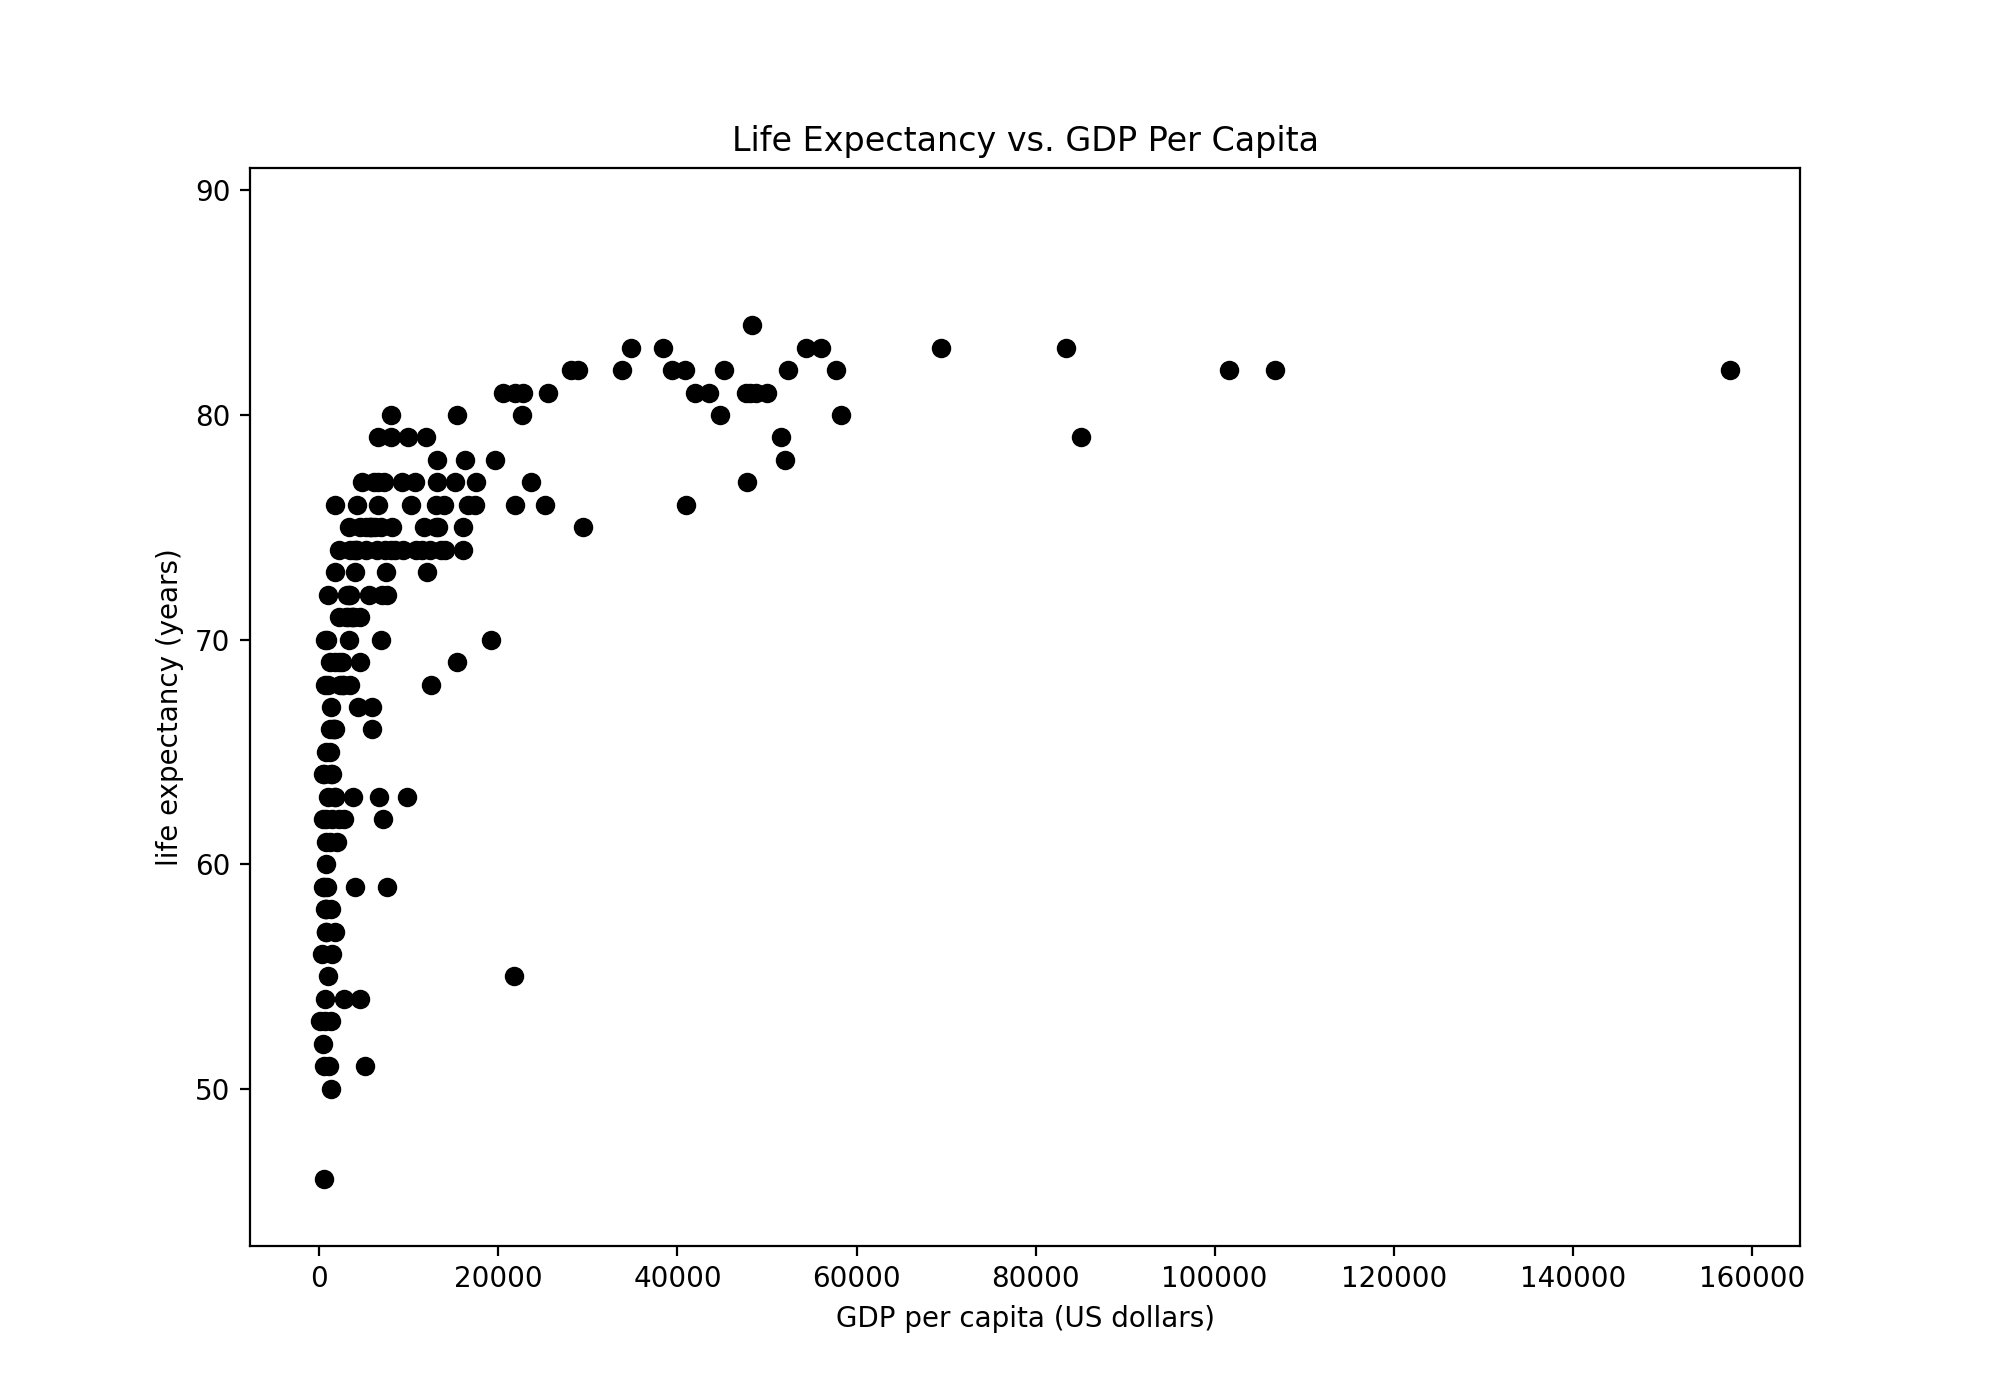 Life Expectancy vs. GDP Per Capita
90
80
70
60
50
life expectancy (years)
0 20000 40000 60000 80000 100000 120000 140000 160000
GDP per capita (US dollars)